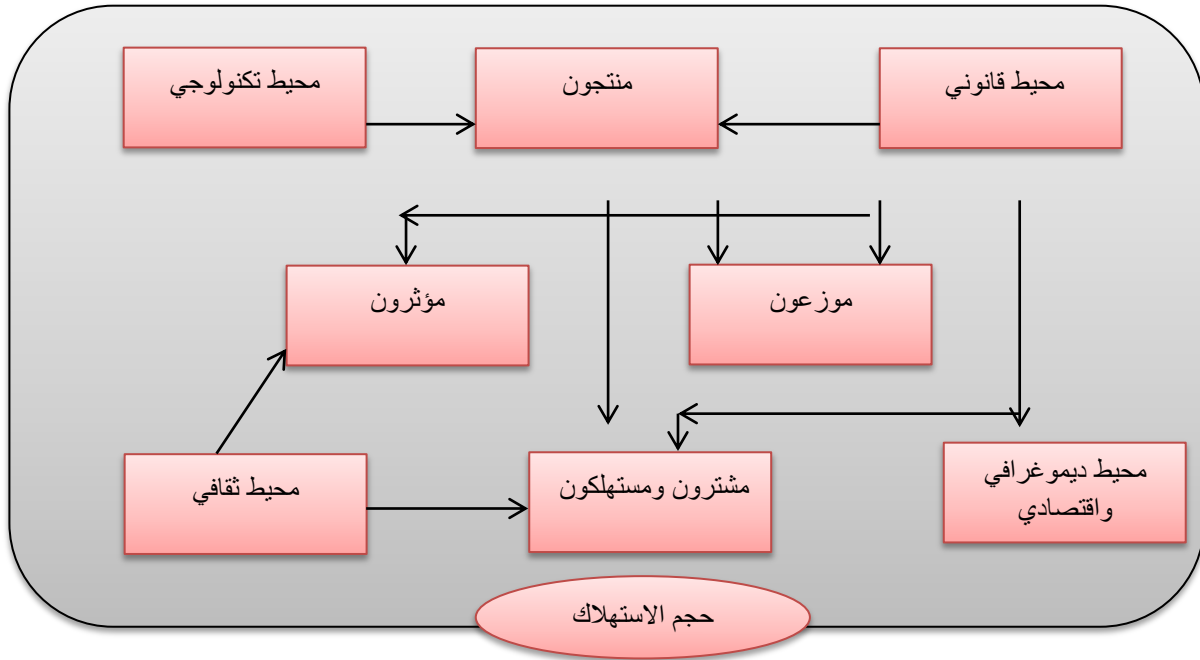 محيط قانوني
منتجون
محيط تكنولوجي
موزعون
مؤثرون
محيط ديموغرافي
واقتصادي
مشترون ومستهلكون
محيط ثقافي
حجم الاستهلاك